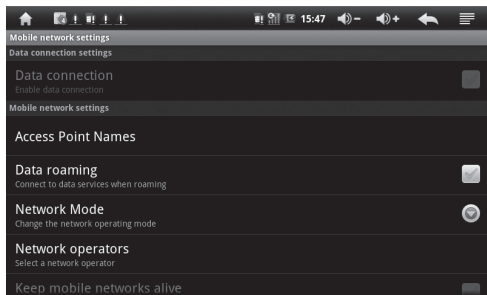 15:47
Mobile network settings
Data connection settings
Data connection
Enable data connection
Mobile network settings
Access Point Names
Data roaming
Connect to data services when roaming
Network Mode
Change the network operating mode
Network operators
Select a network operator
Keep mobile networks alive